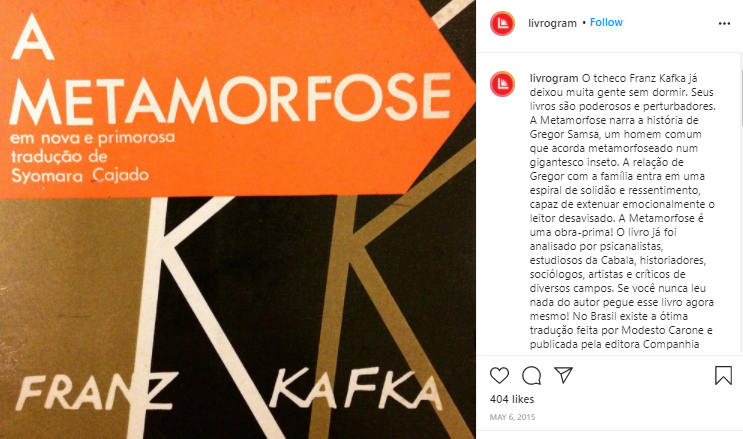 A
METAMORFOSE
em nova e primorosa
tradução de
Syomara Cajado
FRANZ KAFKA
livrogram • Follow
livrogram O tcheco Franz Kafka já
deixou muita gente sem dormir. Seus
livros são poderosos e perturbadores.
A Metamorfose narra a história de
Gregor Samsa, um homem comum
que acorda metamorfoseado num
gigantesco inseto. A relação de
Gregor com a família entra em uma
espiral de solidão e ressentimento,
capaz de extenuar emocionalmente o
leitor desavisado. A Metamorfose é
uma obra-prima! O livro já foi
analisado por psicanalistas,
estudiosos da Cabala, historiadores,
sociólogos, artistas e críticos de
diversos campos. Se você nunca leu
nada do autor pegue esse livro agora
mesmo! No Brasil existe a ótima
tradução feita por Modesto Carone e
publicada pela editora Companhia
404 likes
MAY 6, 2015